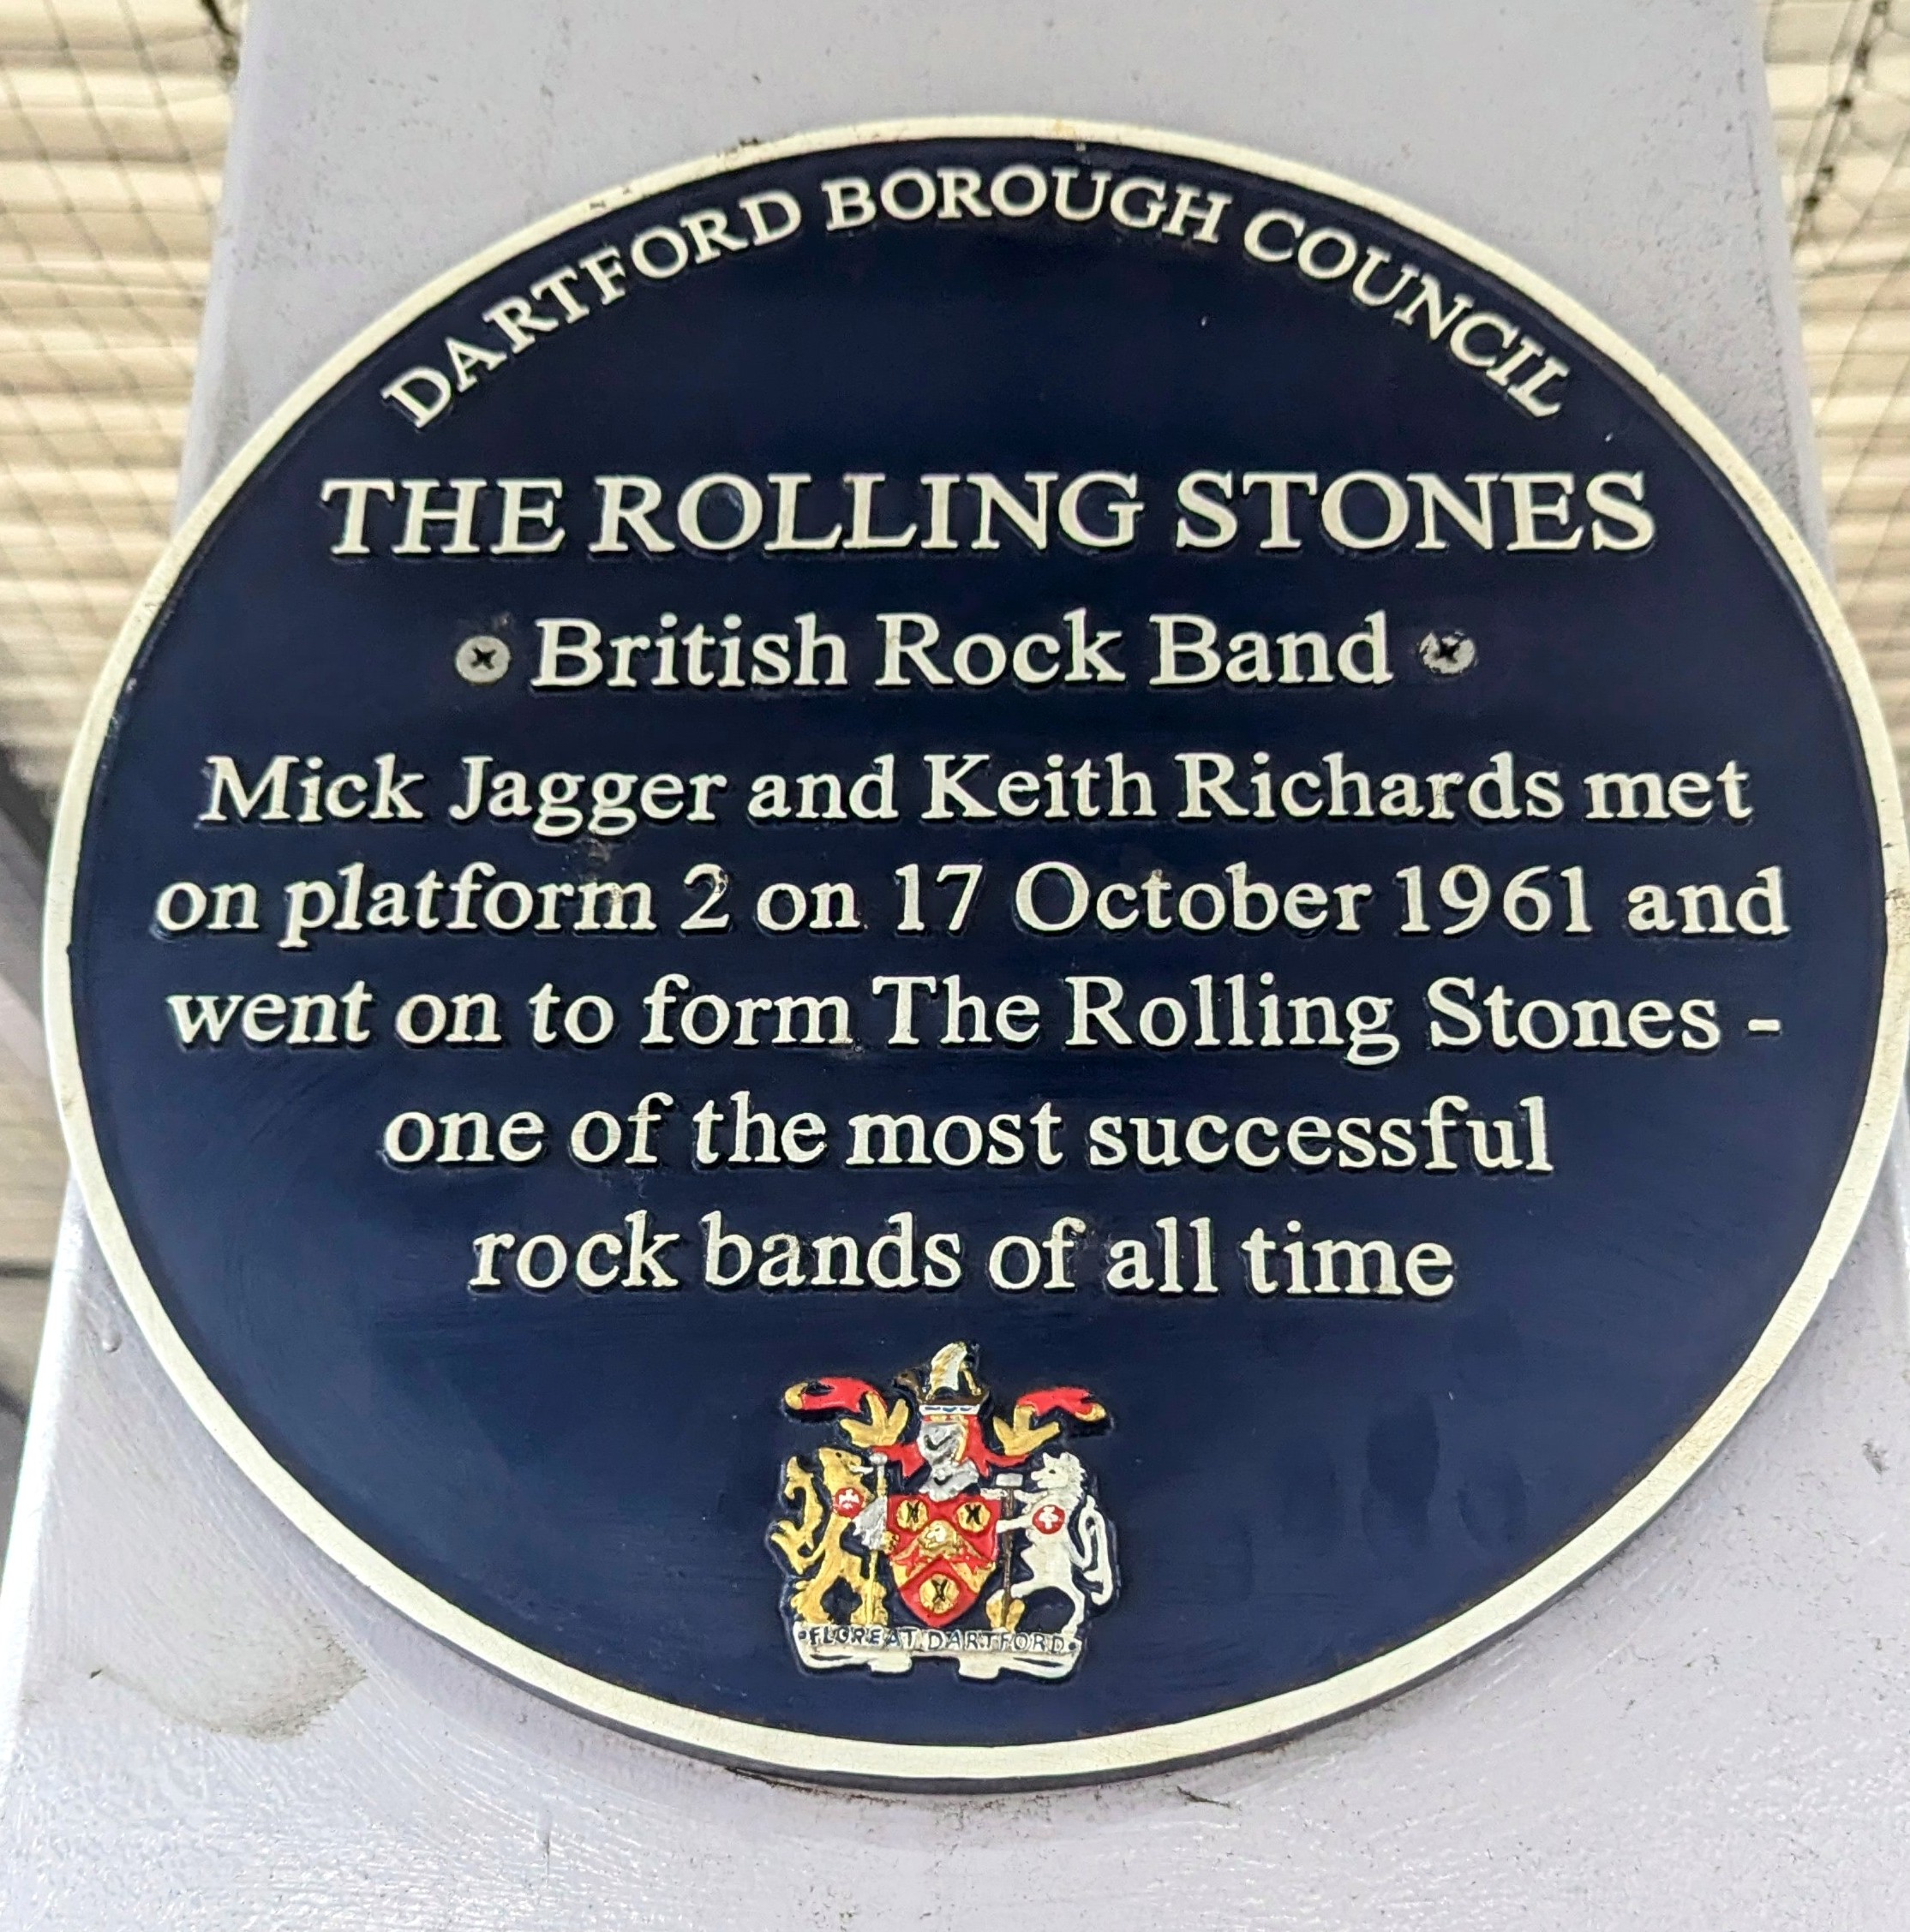 DARTFORD BOROUGH COUNCIL
THE ROLLING STONES
British Rock Band
Mick Jagger and Keith Richards met
on platform 2 on 17 October 1961 and
went on to form The Rolling Stones -
one of the most successful
rock bands of all time
FLOREAT DARTFORD